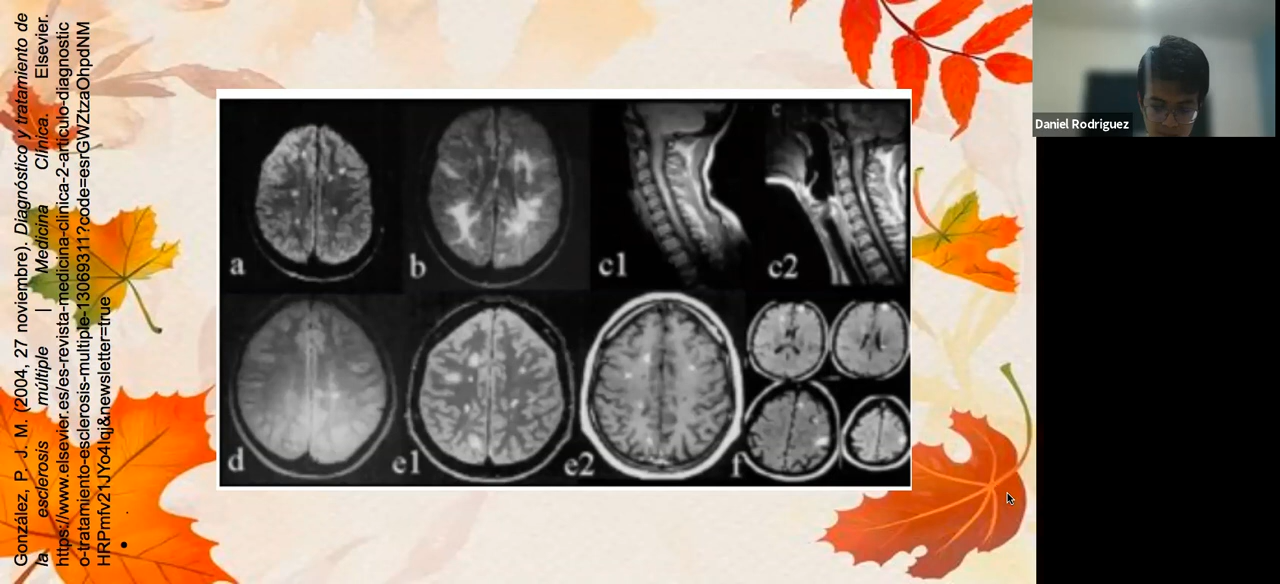 González, P. J. M. (2004, 27 noviembre). Diagnóstico y tratamiento de
la esclerosis múltiple | Medicina Clínica. Elsevier.
https://www.elsevier.es/es-revista-medicina-clinica-2-articulo-diagnostic
o-tratamiento-esclerosis-multiple-13069311?code=esrGWZtzaOhpdNM
HRPmfv21JYo4Iqj&newsletter=true
a
b
c1
c2
c
d
e1
e2
f
Daniel Rodriguez